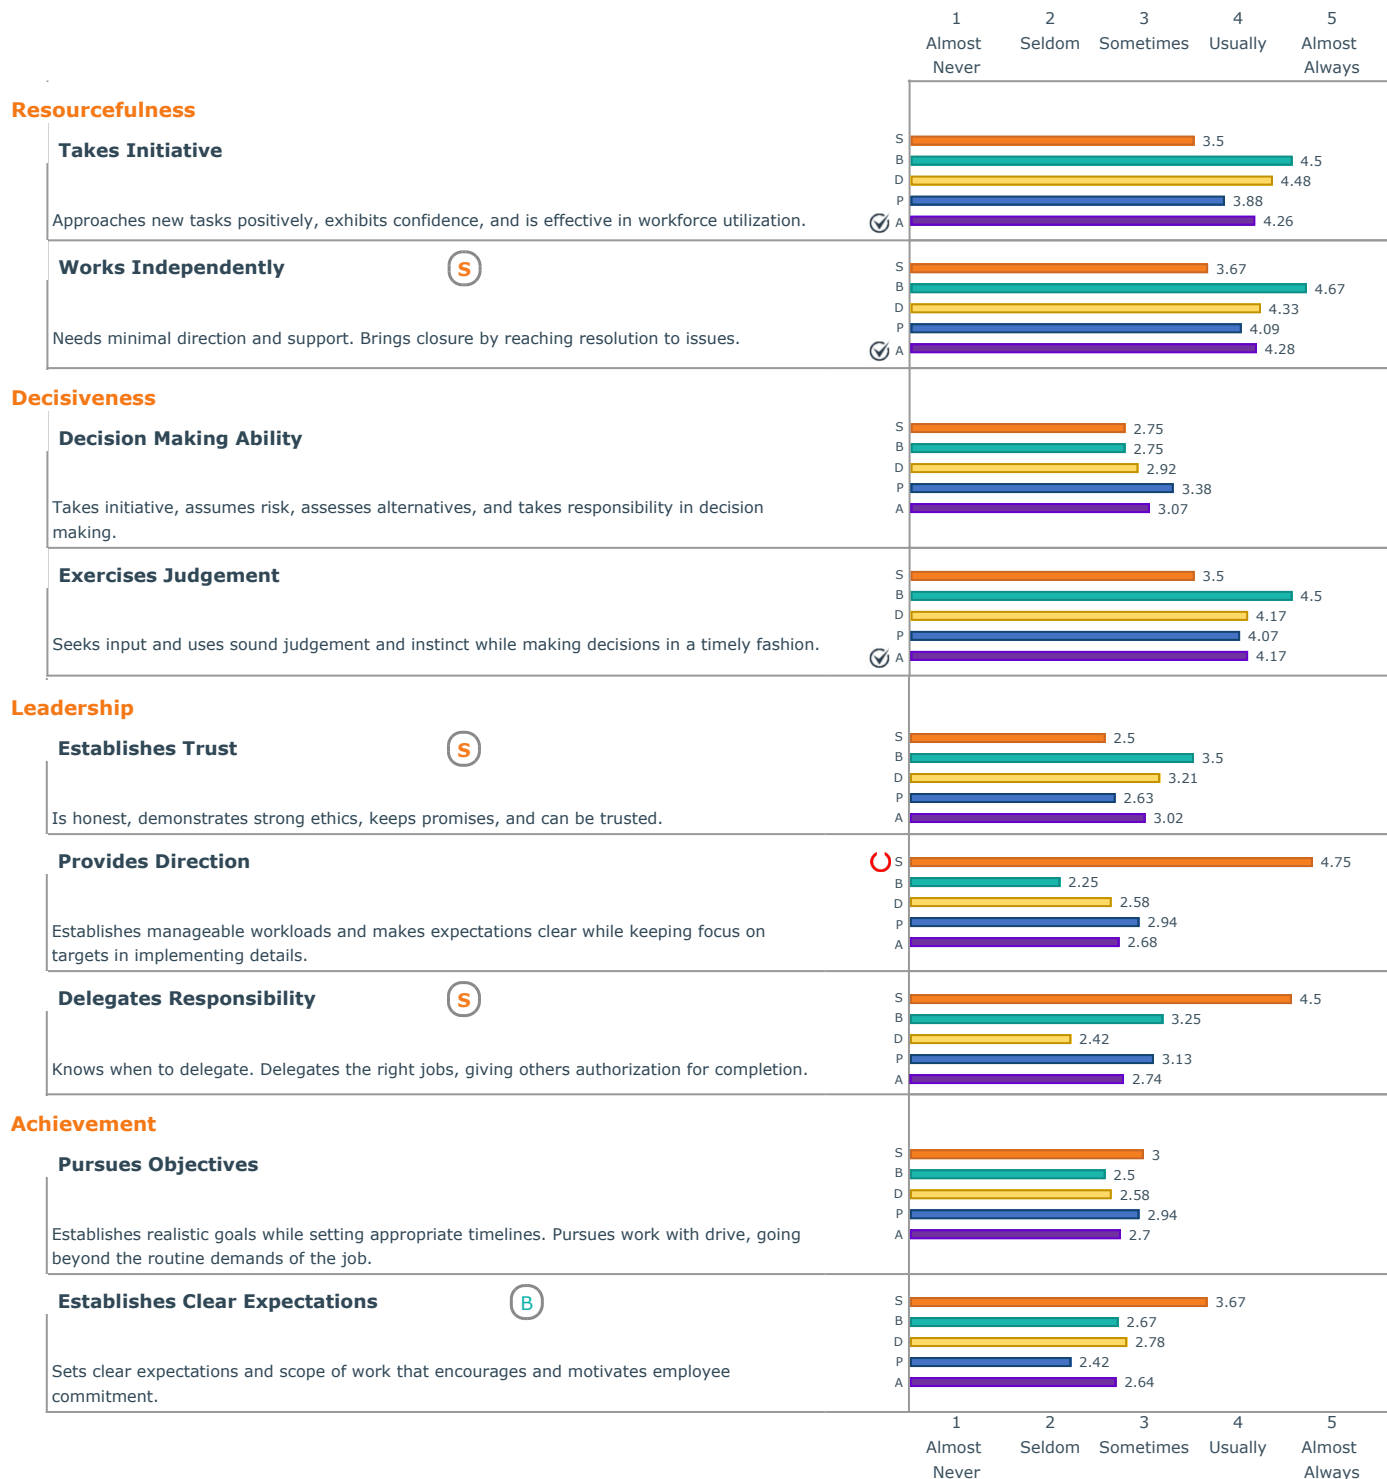 1 2 3 4 5
Almost Seldom Sometimes Usually Almost
Never Always
Resourcefulness
Takes Initiative
S 3.5
B 4.5
D 4.48
P 3.88
Approaches new tasks positively, exhibits confidence, and is effective in workforce utilization.
A 4.26
Works Independently
S
S 3.67
B 4.67
D 4.33
P 4.09
Needs minimal direction and support. Brings closure by reaching resolution to issues.
A 4.28
Decisiveness
Decision Making Ability
S 2.75
B 2.75
D 2.92
P 3.38
A 3.07
Takes initiative, assumes risk, assesses alternatives, and takes responsibility in decision
making.
Exercises Judgement
S 3.5
B 4.5
D 4.17
P 4.07
Seeks input and uses sound judgement and instinct while making decisions in a timely fashion.
A 4.17
Leadership
Establishes Trust
S
S 2.5
B 3.5
D 3.21
P 2.63
A 3.02
Is honest, demonstrates strong ethics, keeps promises, and can be trusted.
Provides Direction
S 4.75
B 2.25
D 2.58
P 2.94
A 2.68
Establishes manageable workloads and makes expectations clear while keeping focus on
targets in implementing details.
Delegates Responsibility
S
S 4.5
B 3.25
D 2.42
P 3.13
A 2.74
Knows when to delegate. Delegates the right jobs, giving others authorization for completion.
Achievement
Pursues Objectives
S 3
B 2.5
D 2.58
P 2.94
A 2.7
Establishes realistic goals while setting appropriate timelines. Pursues work with drive, going
beyond the routine demands of the job.
Establishes Clear Expectations
B
S 3.67
B 2.67
D 2.78
P 2.42
A 2.64
Sets clear expectations and scope of work that encourages and motivates employee
commitment.
1 2 3 4 5
Almost Seldom Sometimes Usually Almost
Never Always